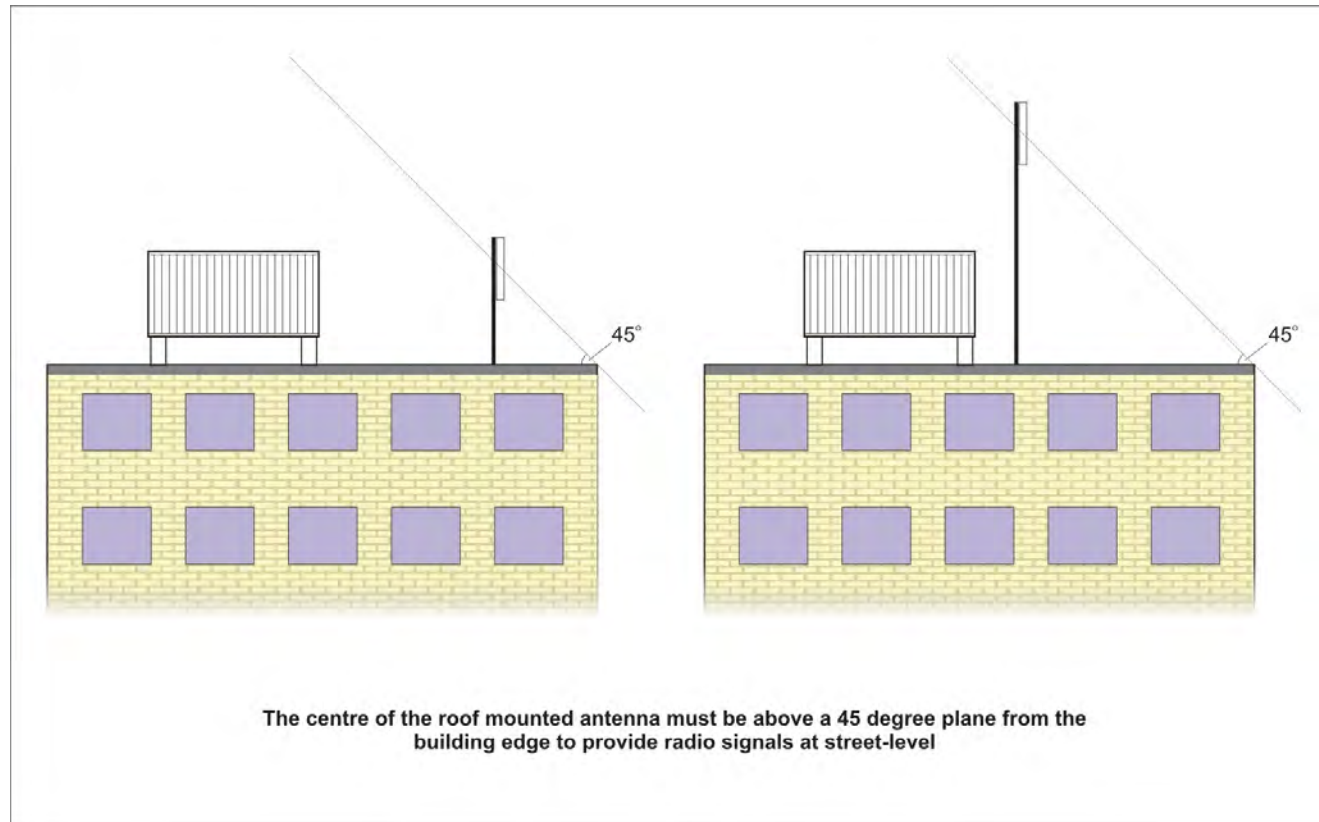 45°
45°
The centre of the roof mounted antenna must be above a 45 degree plane from the
building edge to provide radio signals at street-level